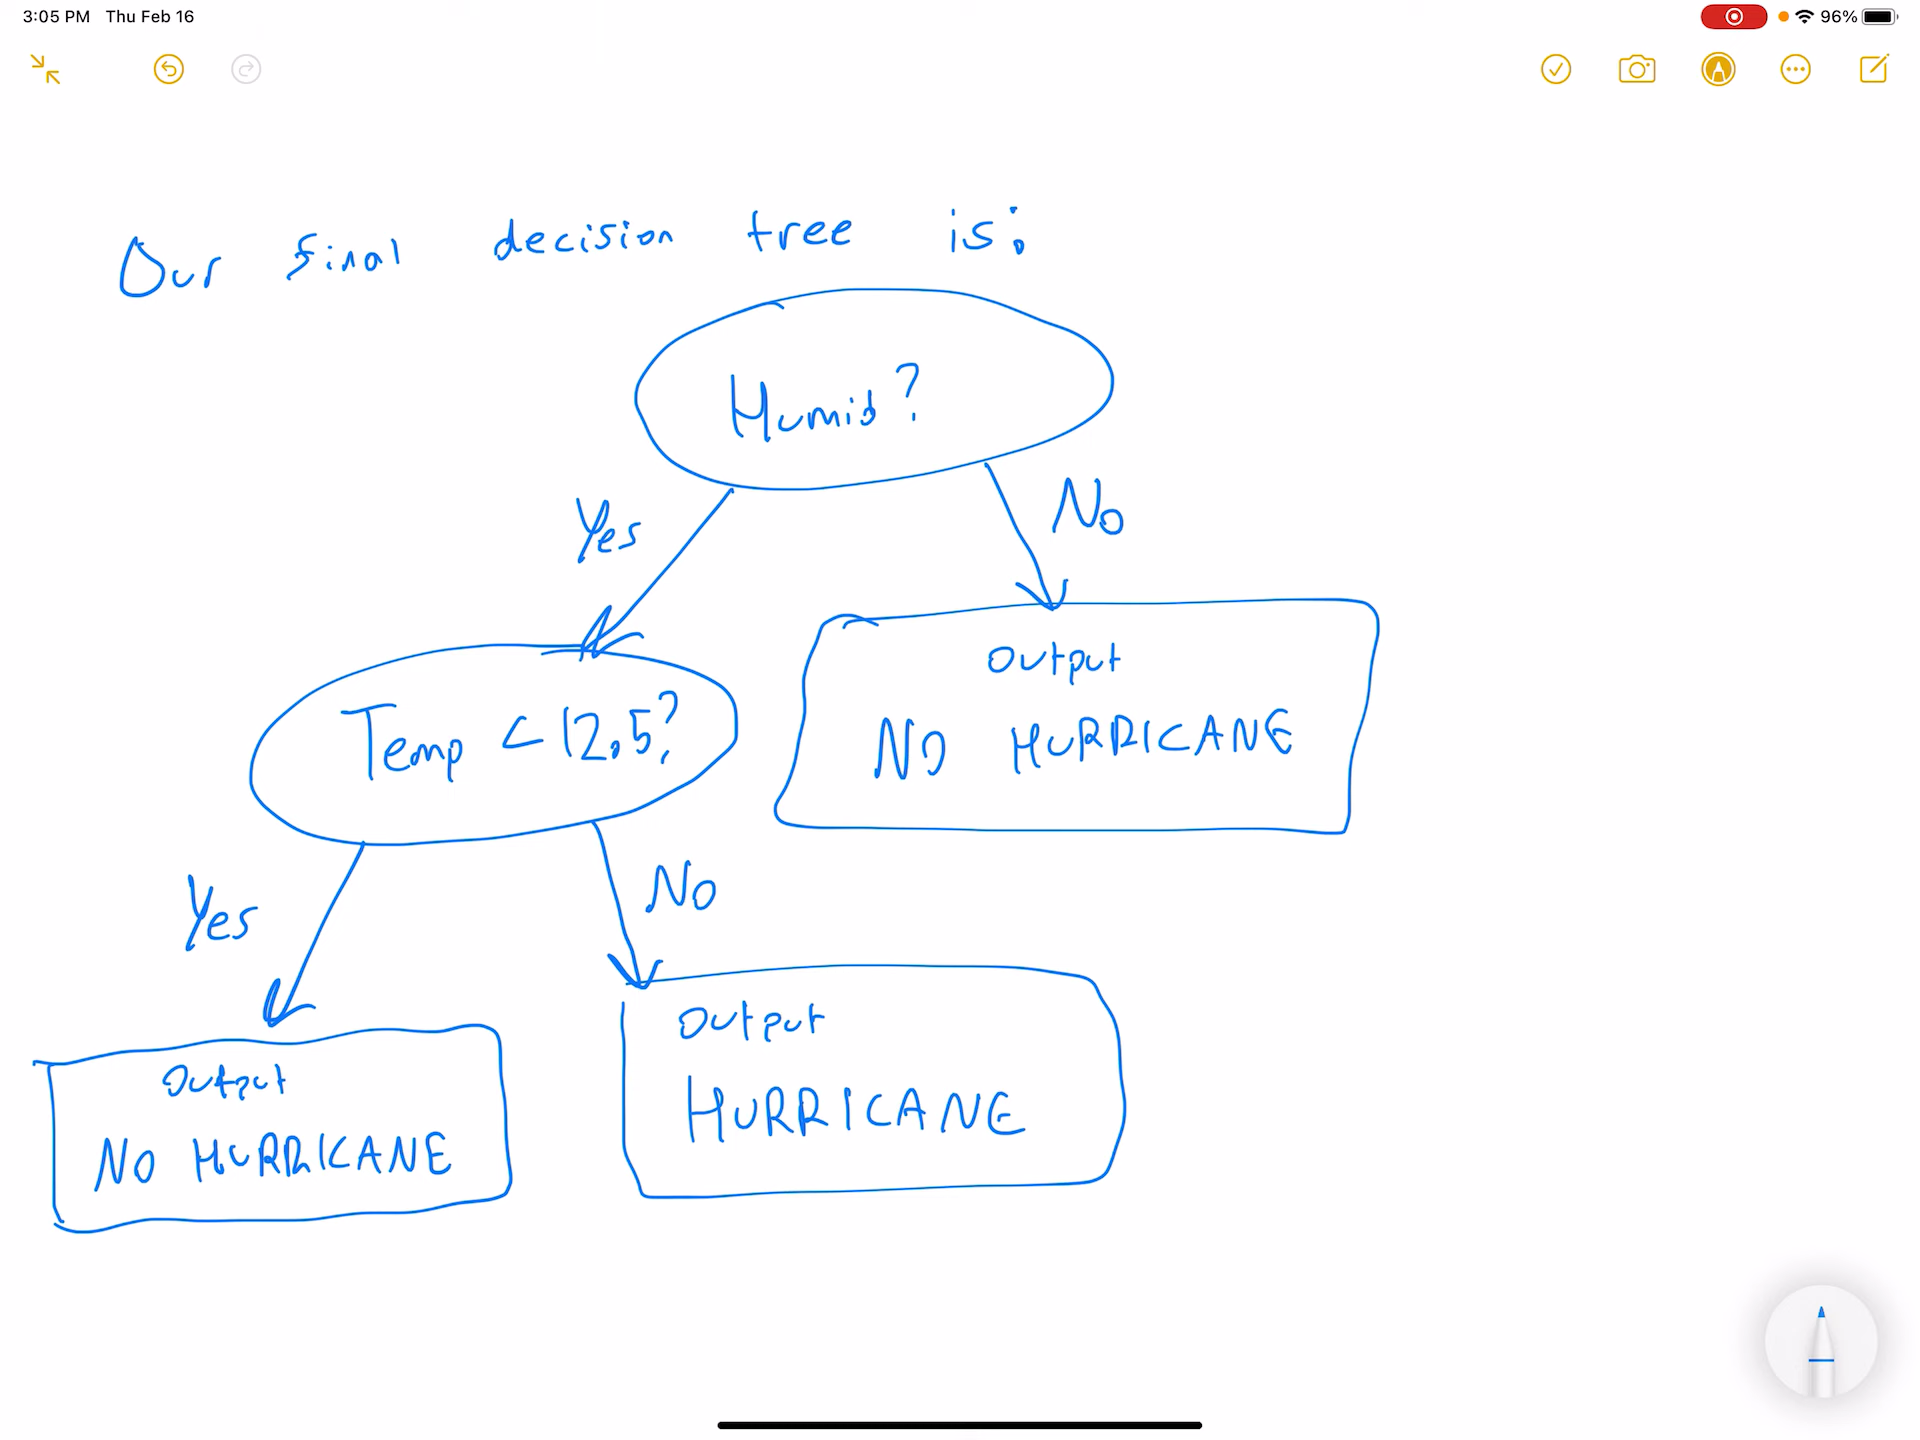 3:05 PM Thu Feb 16
96%
Our final decision tree is:
Humid?
Yes
No
Output
NO HURRICANE
Temp < 12.5?
Yes
No
Output
NO HURRICANE
Output
HURRICANE